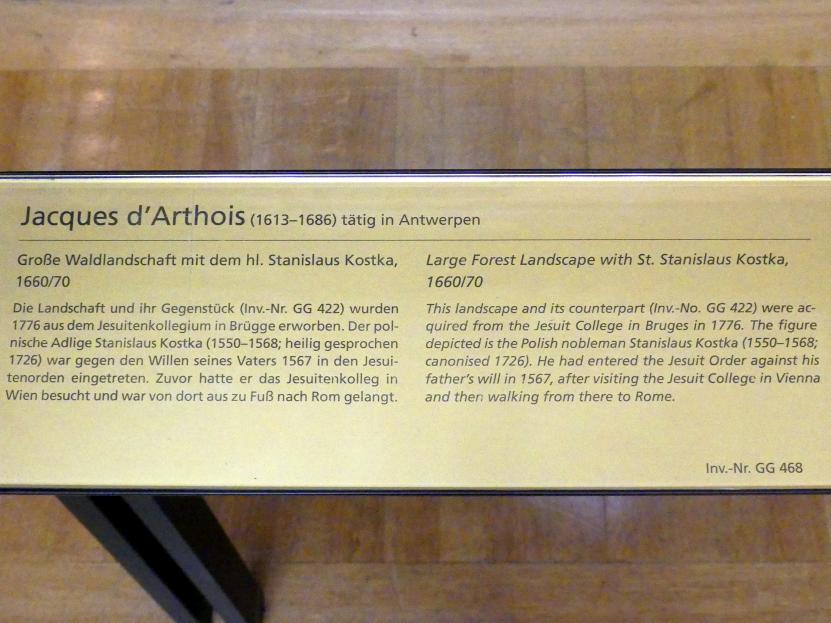 Jacques d'Arthois (1613–1686) tätig in Antwerpen
Große Waldlandschaft mit dem hl. Stanislaus Kostka,
1660/70
Die Landschaft und ihr Gegenstück (Inv.-Nr. GG 422) wurden
1776 aus dem Jesuitenkollegium in Brügge erworben. Der pol-
nische Adlige Stanislaus Kostka (1550–1568; heilig gesprochen
1726) war gegen den Willen seines Vaters 1567 in den Jesui-
tenorden eingetreten. Zuvor hatte er das Jesuitenkolleg in
Wien besucht und war von dort aus zu Fuß nach Rom gelangt.
Large Forest Landscape with St. Stanislaus Kostka,
1660/70
This landscape and its counterpart (Inv.-No. GG 422) were ac-
quired from the Jesuit College in Bruges in 1776. The figure
depicted is the Polish nobleman Stanislaus Kostka (1550–1568;
canonised 1726). He had entered the Jesuit Order against his
father's will in 1567, after visiting the Jesuit College in Vienna
and then walking from there to Rome.
Inv.-Nr. GG 468